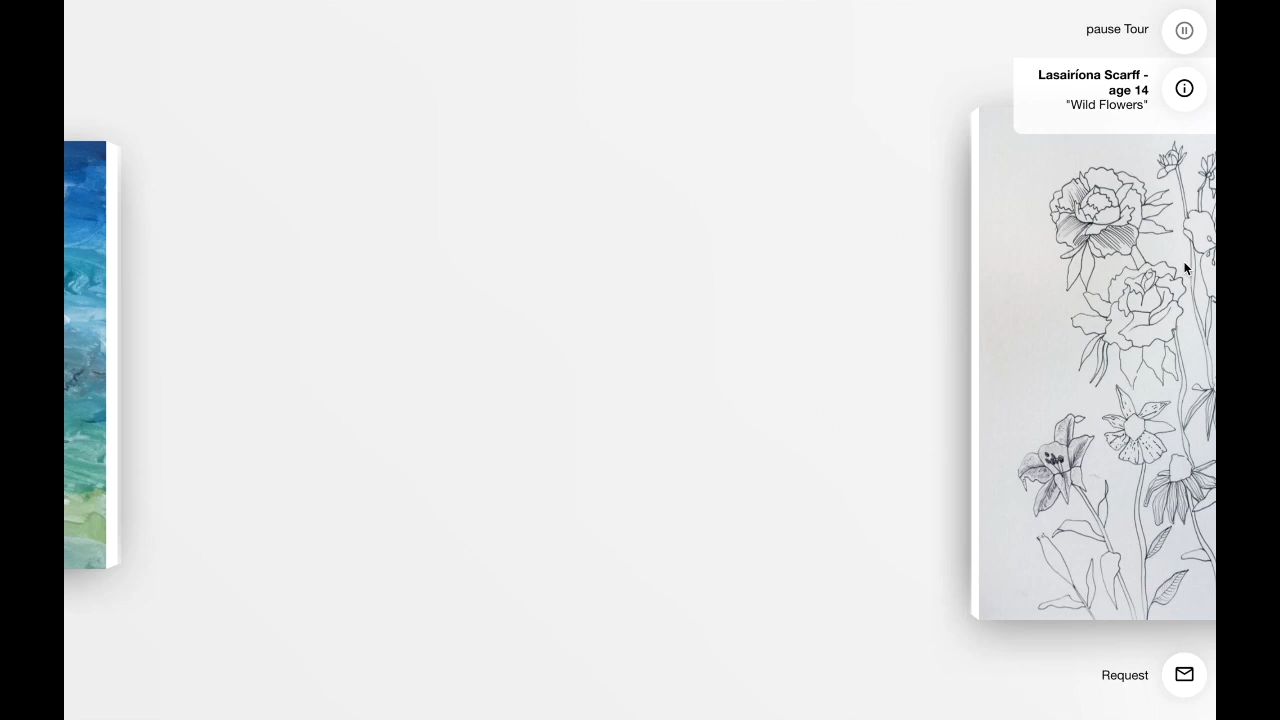 pause Tour
Lasairíona Scarff -
age 14
"Wild Flowers"
Request